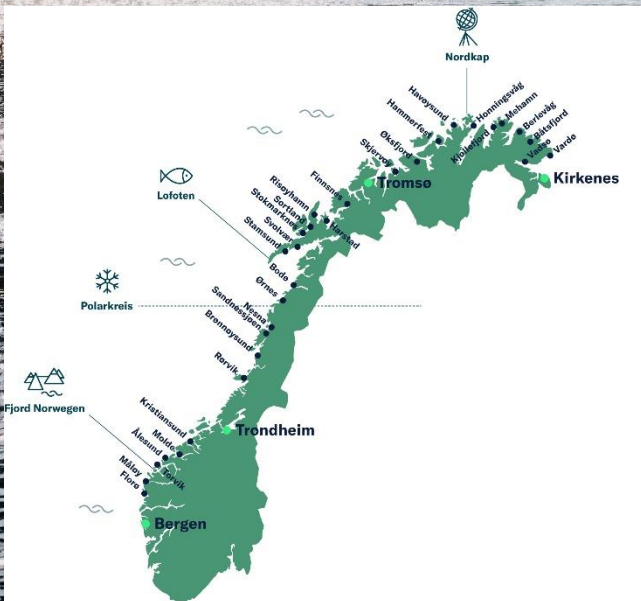 Nordkap
Havøysund
Hammerfest
Øksfjord
Skjervøy
Honningsvåg
Kjøllefjord
Mehamn
Berlevåg
Båtsfjord
Vadsø
Vardø
Kirkenes
Tromsø
Finnsnes
Harstad
Risøyhamn
Sortland
Stokmarknes
Svolvær
Stamsund
Lofoten
Bodø
Ørnes
Polarkreis
Nesna
Sandnessjøen
Brønnøysund
Rørvik
Fjord Norwegen
Kristiansund
Molde
Ålesund
Torvik
Måløy
Florø
Trondheim
Bergen